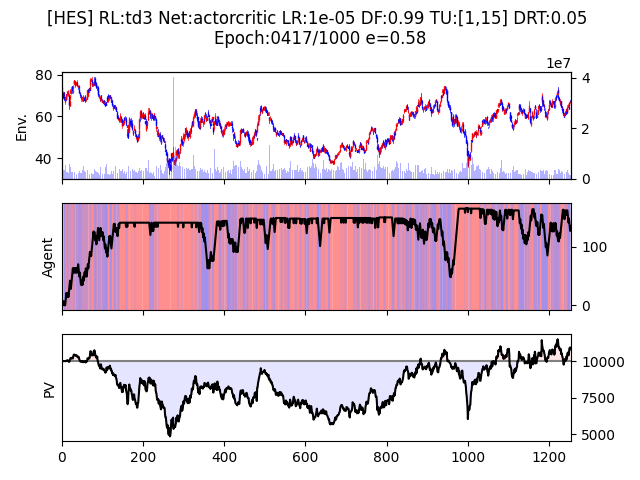 [HES] RL:td3 Net:actorcritic LR:1e-05 DF:0.99 TU:[1,15] DRT:0.05
Epoch:0417/1000 e=0.58
1e7
80
60
40
Env.
4
2
0
Agent
100
0
PV
10000
7500
5000
0 200 400 600 800 1000 1200